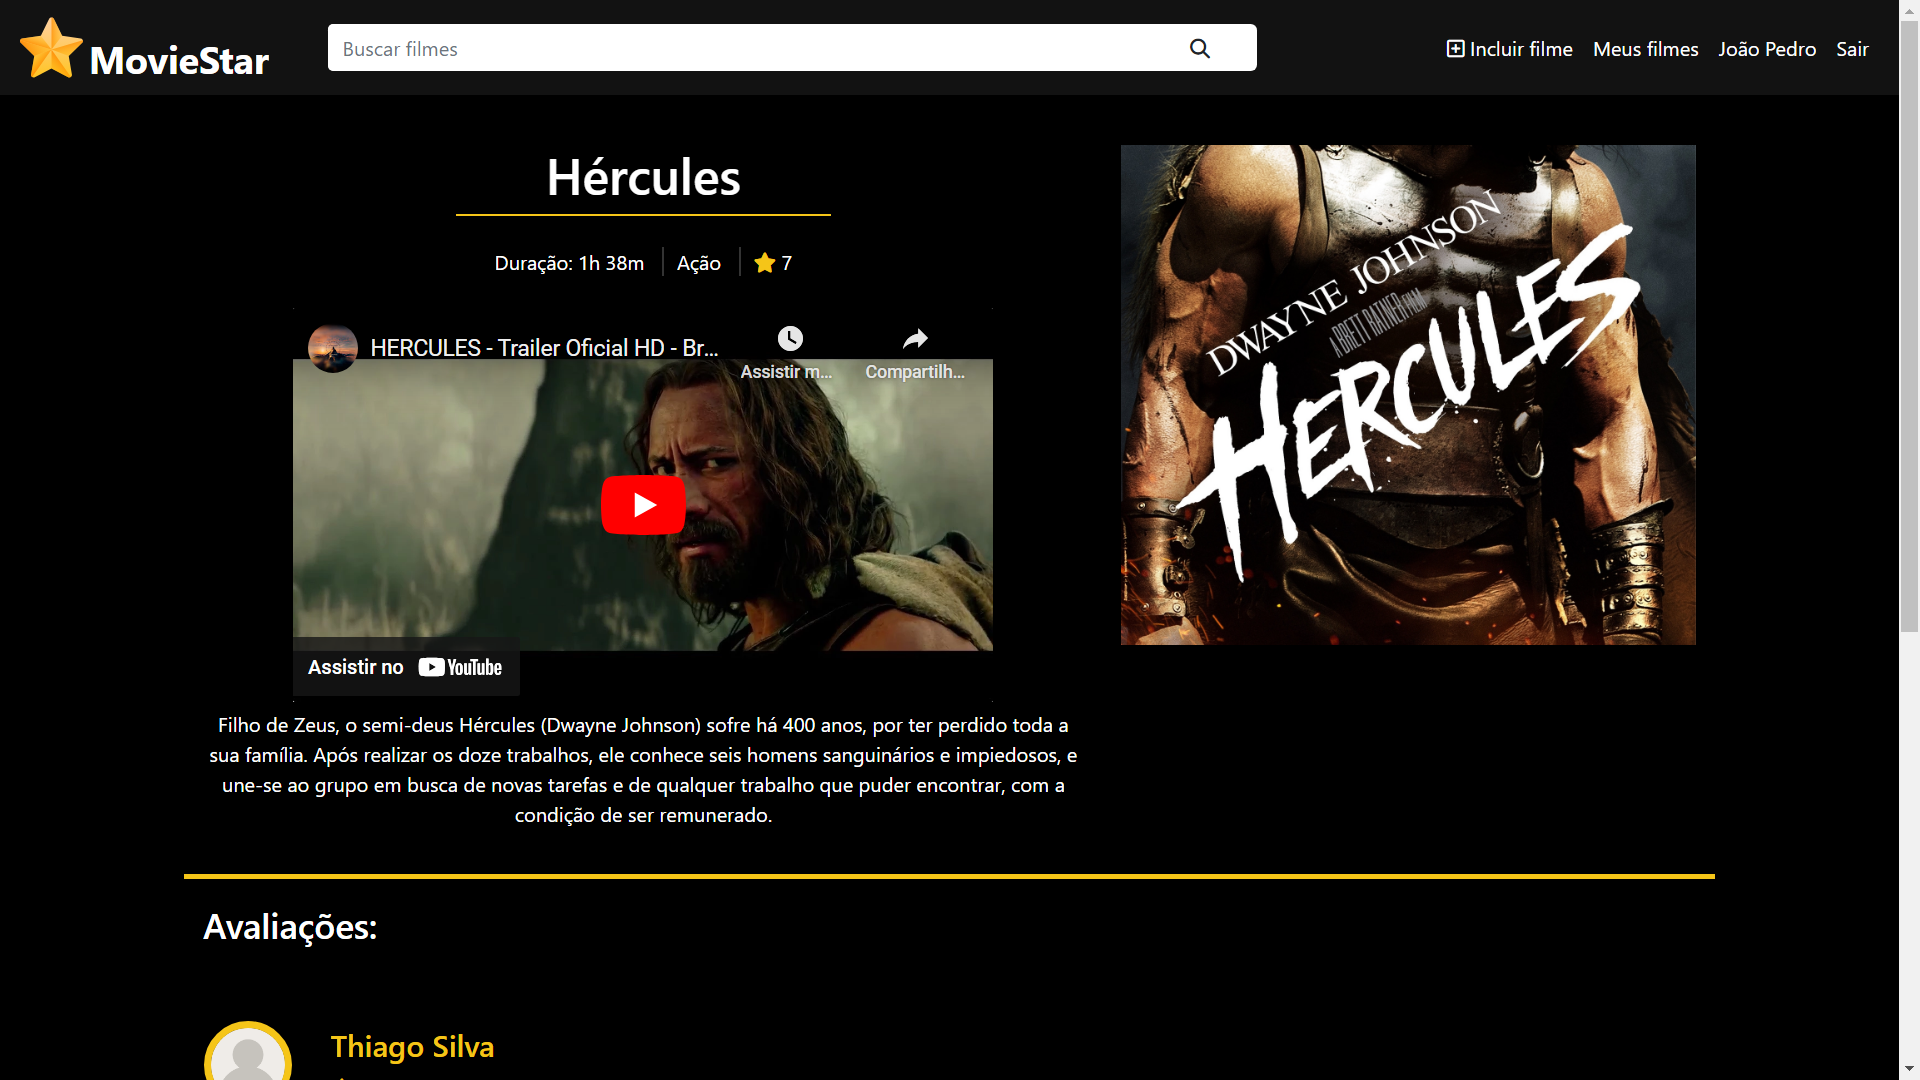 MovieStar
Buscar filmes
Incluir filme
Meus filmes
João Pedro
Sair
Hércules
Duração: 1h 38m
Ação
7
HERCULES - Trailer Oficial HD - Br...
Assistir m...
Compartilh...
Assistir no YouTube
Filho de Zeus, o semi-deus Hércules (Dwayne Johnson) sofre há 400 anos, por ter perdido toda a
sua família. Após realizar os doze trabalhos, ele conhece seis homens sanguinários e impiedosos, e
une-se ao grupo em busca de novas tarefas e de qualquer trabalho que puder encontrar, com a
condição de ser remunerado.
DWAYNE JOHNSON
A BRETT RATNER FILM
HERCULES
Avaliações:
Thiago Silva